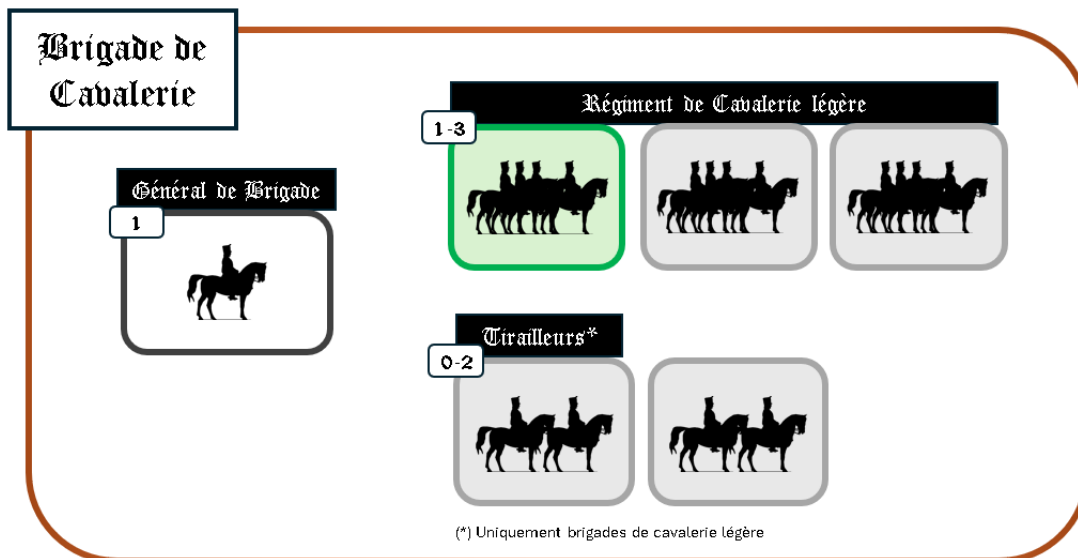 Brigade de
Cavalerie
Régiment de Cavalerie légère
1-3
Général de Brigade
1
Tirailleurs*
0-2
(*) Uniquement brigades de cavalerie légère